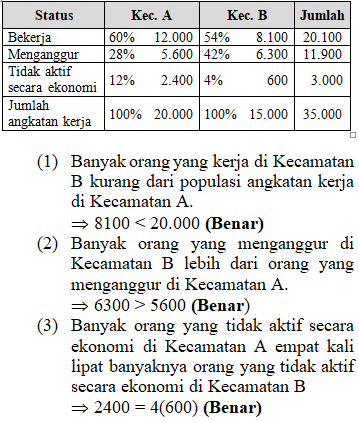 Status Kec. A Kec. B Jumlah
Bekerja 60% 12.000 54% 8.100 20.100
Menganggur 28% 5.600 42% 6.300 11.900
Tidak aktif
secara ekonomi 12% 2.400 4% 600 3.000
Jumlah
angkatan kerja 100% 20.000 100% 15.000 35.000
(1) Banyak orang yang kerja di Kecamatan
B kurang dari populasi angkatan kerja
di Kecamatan A.
⇒ 8100 < 20.000 (Benar)
(2) Banyak orang yang menganggur di
Kecamatan B lebih dari orang yang
menganggur di Kecamatan A.
⇒ 6300 > 5600 (Benar)
(3) Banyak orang yang tidak aktif secara
ekonomi di Kecamatan A empat kali
lipat banyaknya orang yang tidak aktif
secara ekonomi di Kecamatan B
⇒ 2400 = 4(600) (Benar)